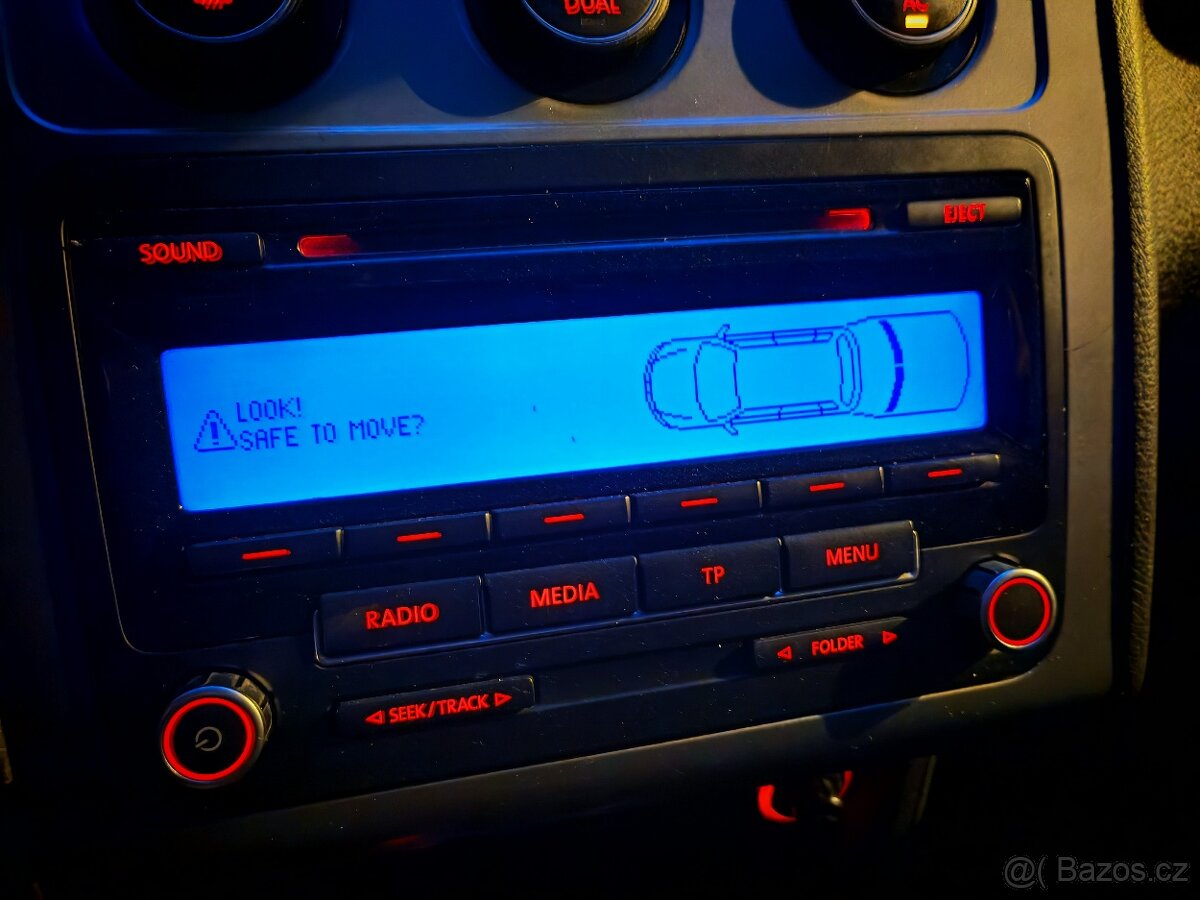 DUAL
AC
SOUND
EJECT
LOOK!
SAFE TO MOVE?
RADIO
MEDIA
TP
MENU
SEEK/TRACK
FOLDER
@( Bazos.cz